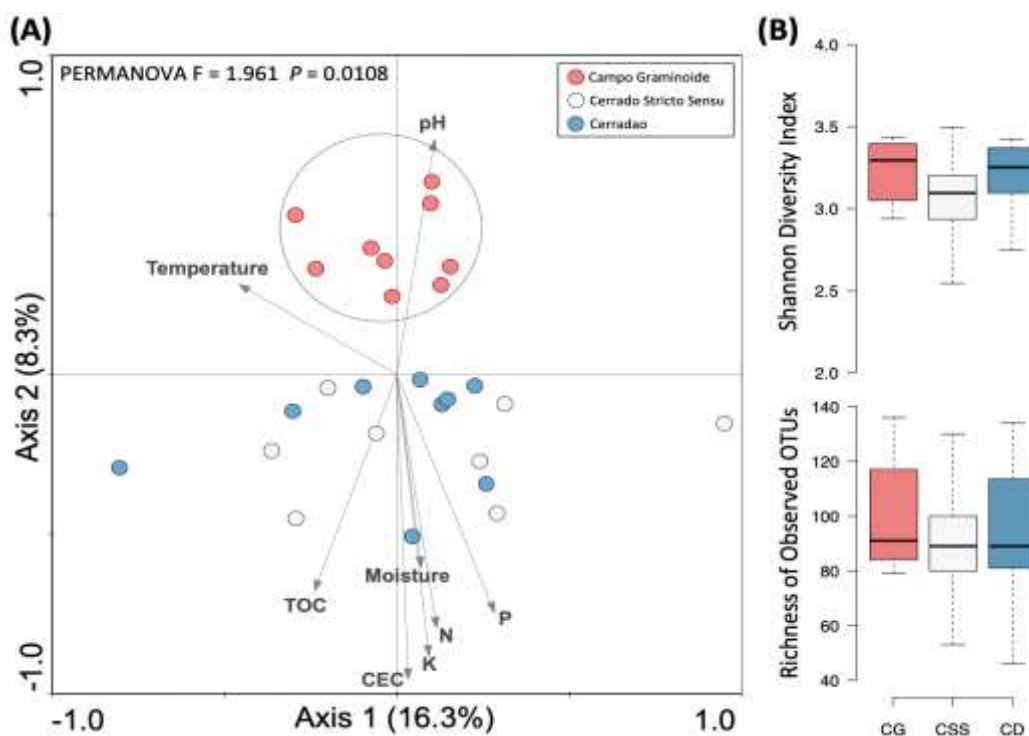 (A)
PERMANOVA F = 1.961 P = 0.0108
Campo Graminoide
Cerrado Stricto Sensu
Cerradao
pH
Temperature
Moisture
TOC
P
N
K
CEC
1.0
Axis 2 (8.3%)
-1.0
-1.0
Axis 1 (16.3%)
1.0
(B)
4.0
3.5
3.0
2.5
2.0
Shannon Diversity Index
140
120
100
80
60
40
Richness of Observed OTUs
CG CSS CD